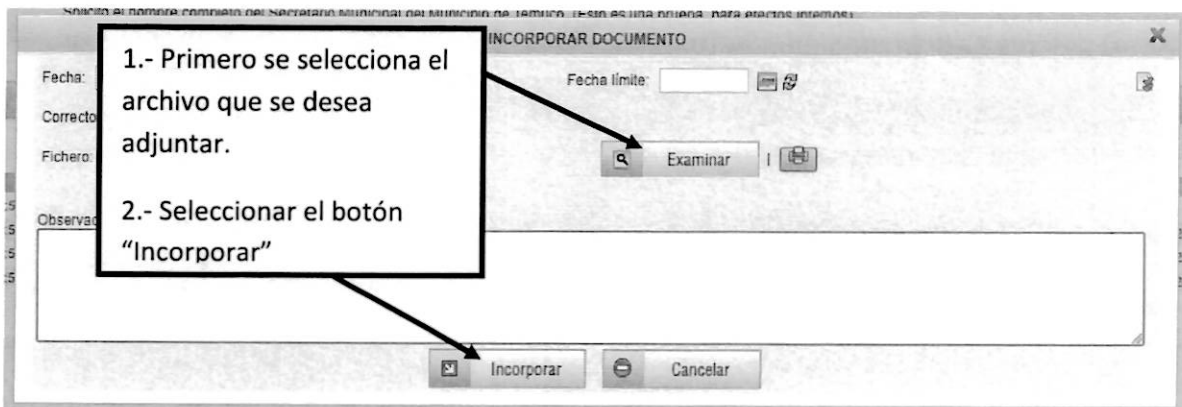 Solicito el nombre completo del Secretario Municipal del Municipio de Temuco. (Esto es una prueba, para efectos internos)
INCORPORAR DOCUMENTO
1.- Primero se selecciona el
archivo que se desea
adjuntar.
2.- Seleccionar el botón
“Incorporar”
Fecha:
Fecha límite:
Correcto
Fichero:
Examinar
Observac
Incorporar
Cancelar